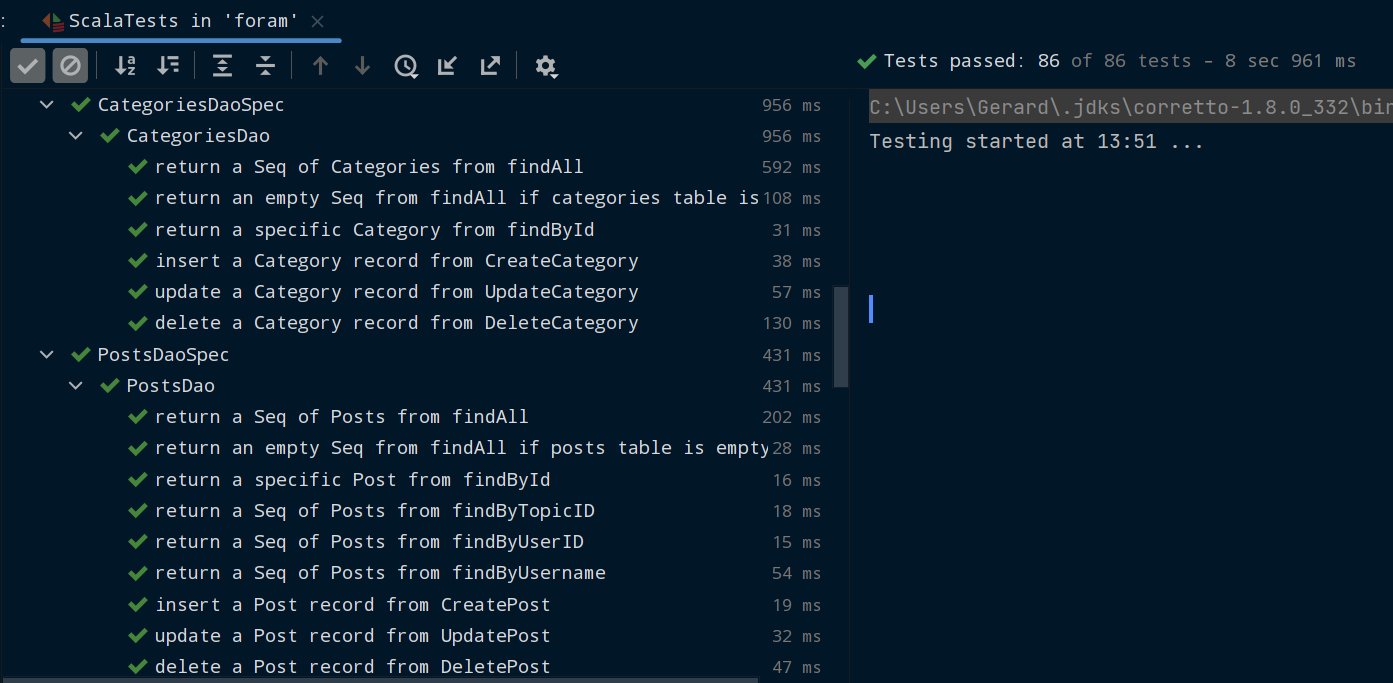 : ScalaTests in 'foram'
Tests passed: 86 of 86 tests – 8 sec 961 ms
CategoriesDaoSpec 956 ms
CategoriesDao 956 ms
return a Seq of Categories from findAll 592 ms
return an empty Seq from findAll if categories table is 108 ms
return a specific Category from findById 31 ms
insert a Category record from CreateCategory 38 ms
update a Category record from UpdateCategory 57 ms
delete a Category record from DeleteCategory 130 ms
PostsDaoSpec 431 ms
PostsDao 431 ms
return a Seq of Posts from findAll 202 ms
return an empty Seq from findAll if posts table is empty 28 ms
return a specific Post from findById 16 ms
return a Seq of Posts from findByTopicID 18 ms
return a Seq of Posts from findByUserID 15 ms
return a Seq of Posts from findByUsername 54 ms
insert a Post record from CreatePost 19 ms
update a Post record from UpdatePost 32 ms
delete a Post record from DeletePost 47 ms
C:\Users\Gerard\.jdks\corretto-1.8.0_332\bin
Testing started at 13:51 ...